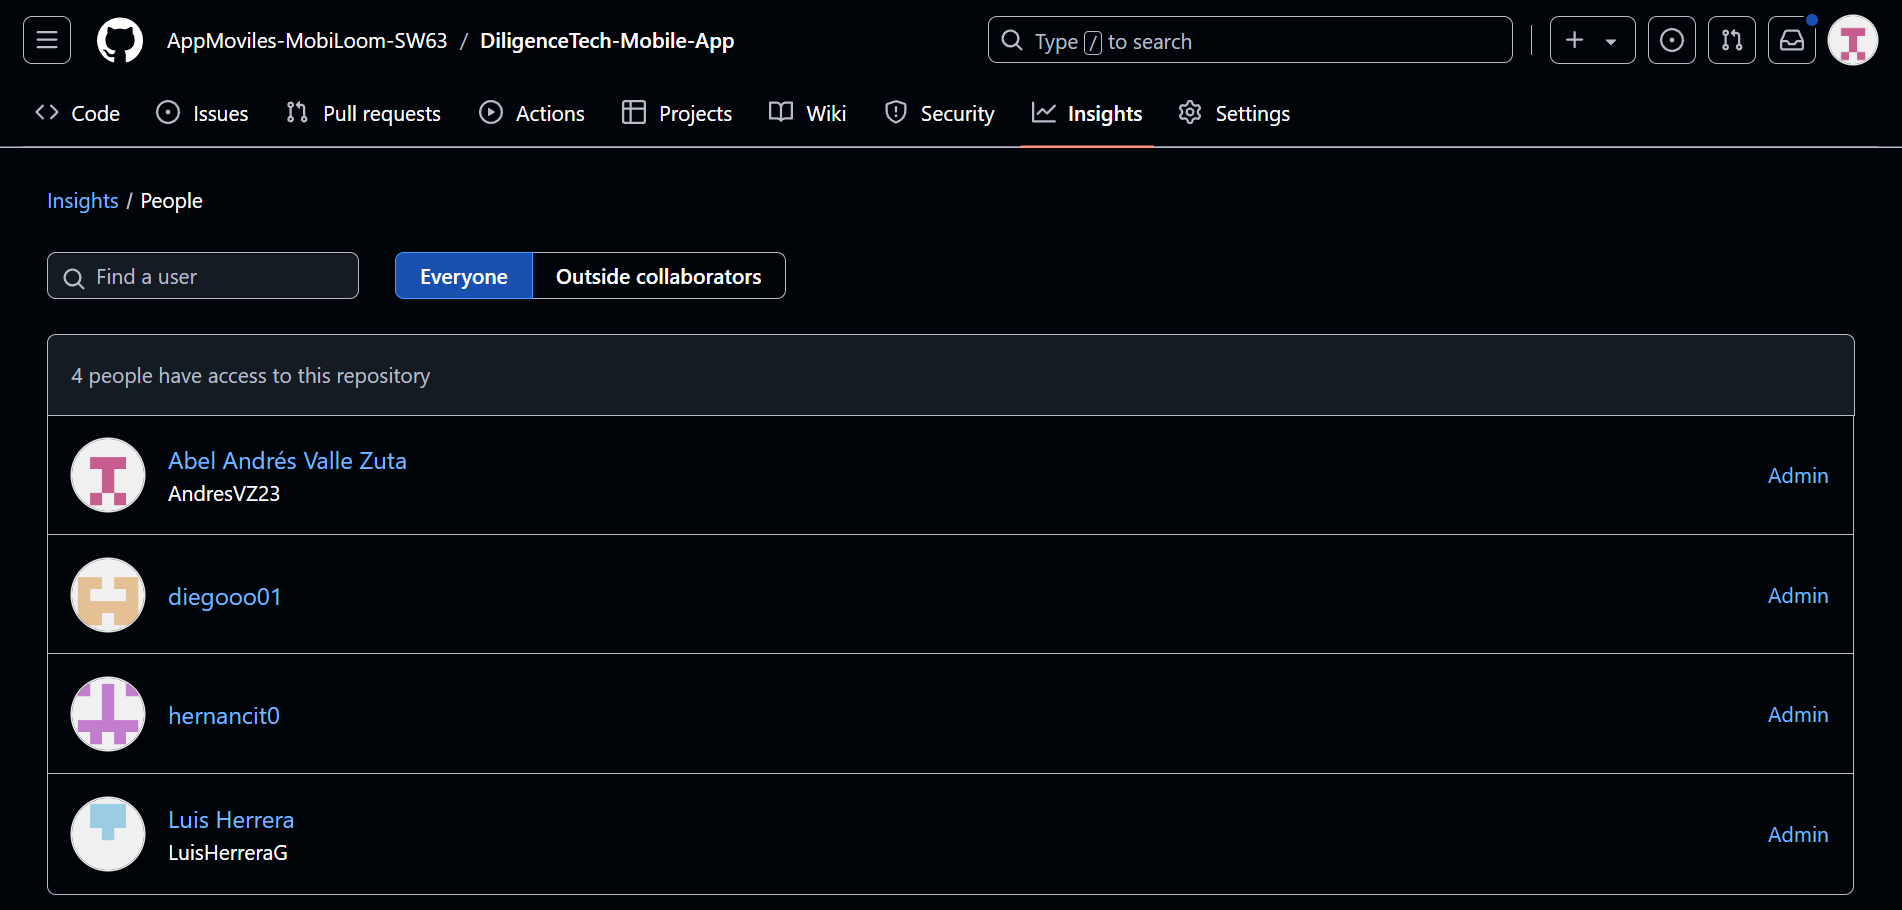 AppMoviles-MobiLoom-SW63 / DiligenceTech-Mobile-App Type / to search
Code Issues Pull requests Actions Projects Wiki Security Insights Settings
Insights / People
Find a user Everyone Outside collaborators
4 people have access to this repository
Abel Andrés Valle Zuta
AndresVZ23
Admin
diegooo01 Admin
hernancit0 Admin
Luis Herrera
LuisHerreraG
Admin